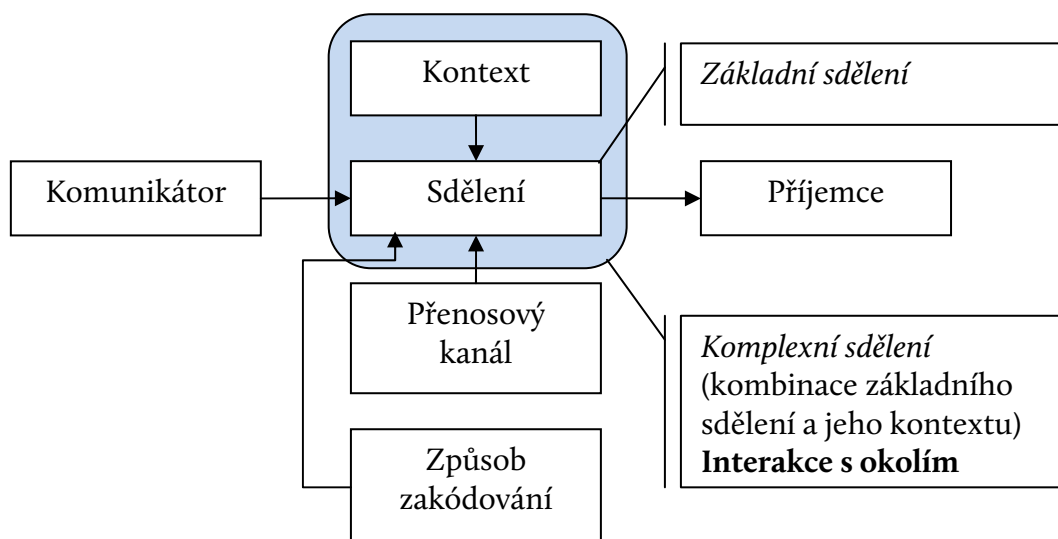 Kontext
Základní sdělení
Komunikátor
Sdělení
Příjemce
Přenosový
kanál
Komplexní sdělení
(kombinace základního
sdělení a jeho kontextu)
Interakce s okolím
Způsob
zakódování